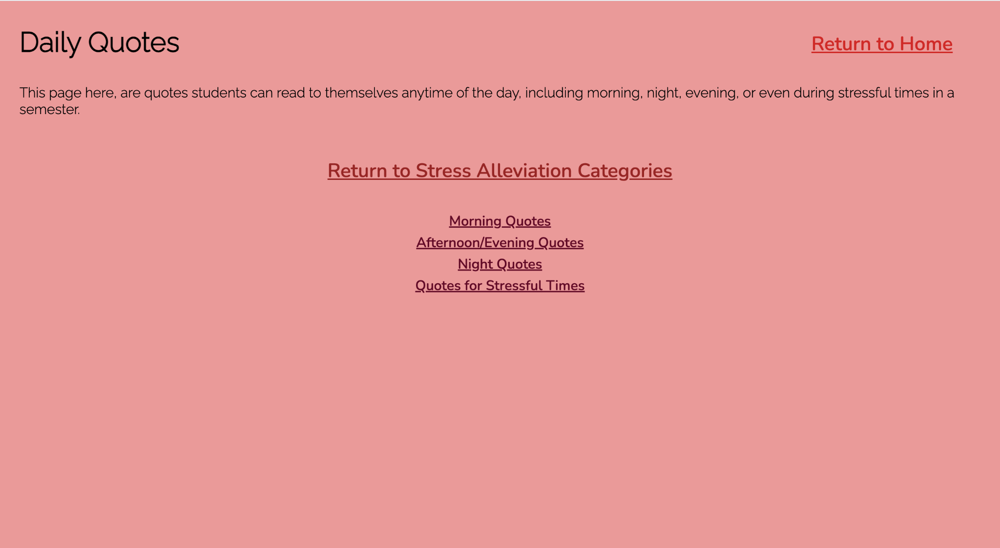 Daily Quotes
Return to Home
This page here, are quotes students can read to themselves anytime of the day, including morning, night, evening, or even during stressful times in a
semester.
Return to Stress Alleviation Categories
Morning Quotes
Afternoon/Evening Quotes
Night Quotes
Quotes for Stressful Times